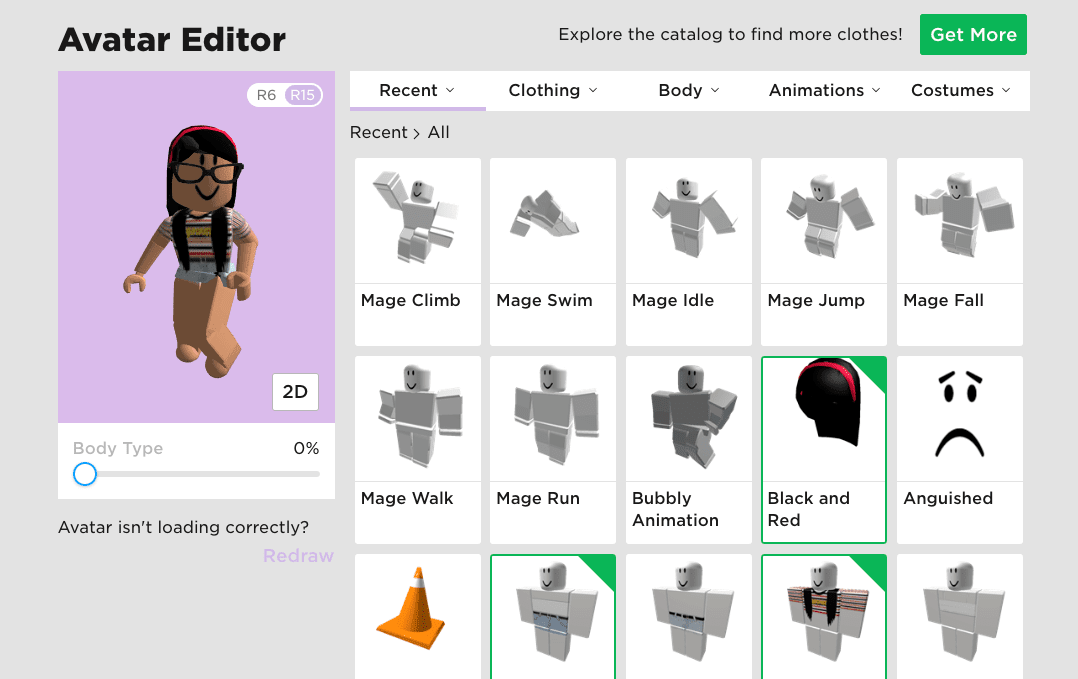 Avatar Editor
Explore the catalog to find more clothes!
Get More
R6 R15
Recent
Clothing
Body
Animations
Costumes
Recent > All
2D
Body Type 0%
Avatar isn't loading correctly?
Redraw
Mage Climb
Mage Swim
Mage Idle
Mage Jump
Mage Fall
Mage Walk
Mage Run
Bubbly
Animation
Black and
Red
Anguished